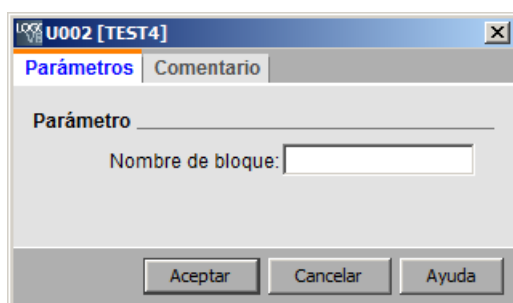 U002 [TEST4]
Parámetros Comentario
Parámetro
Nombre de bloque:
Aceptar Cancelar Ayuda